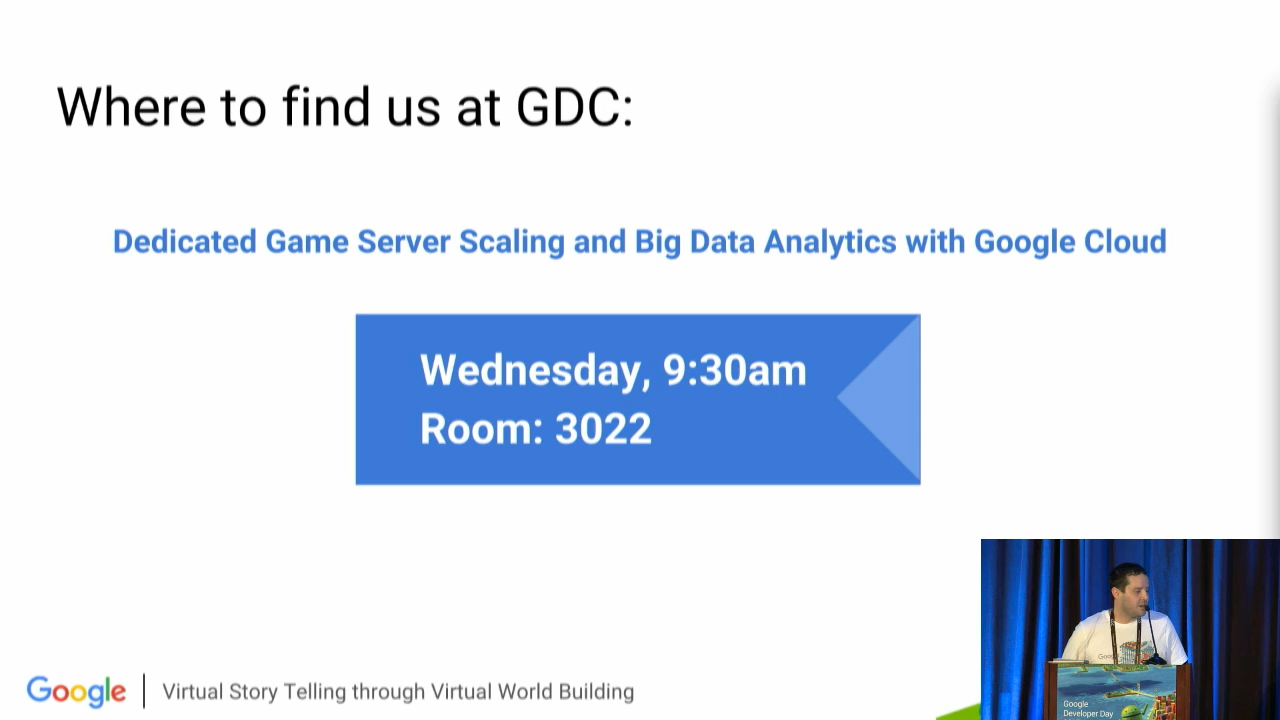 Where to find us at GDC:
Dedicated Game Server Scaling and Big Data Analytics with Google Cloud
Wednesday, 9:30am
Room: 3022
Google | Virtual Story Telling through Virtual World Building
Google
Google
Developer Day